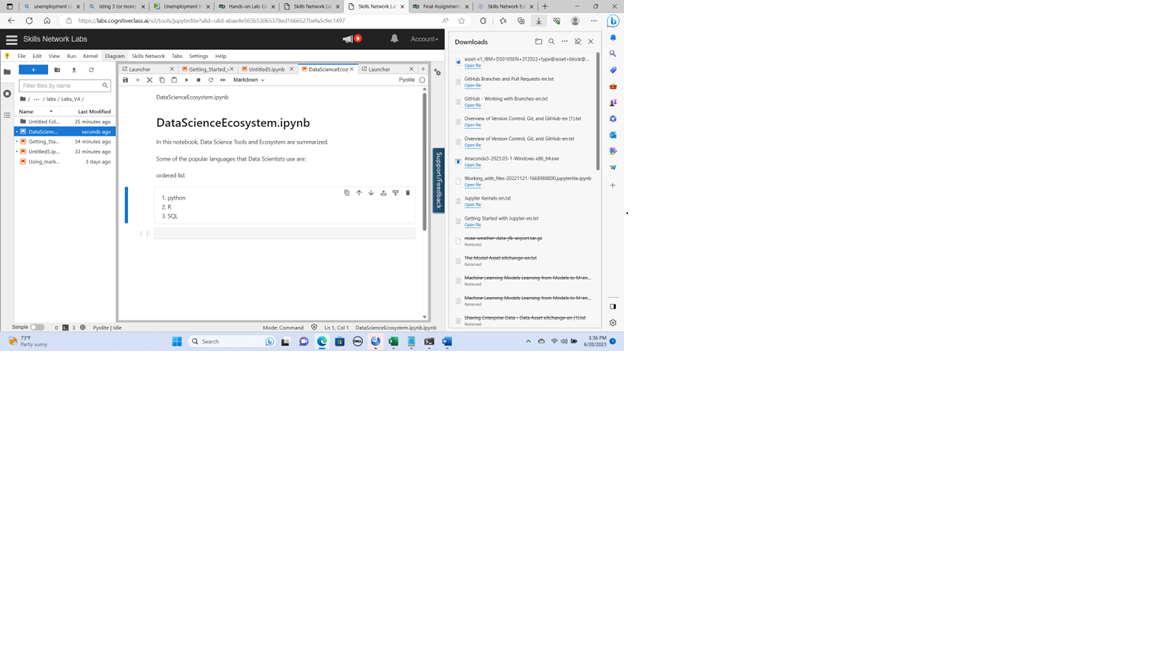 unemployment cl
isting 3 (or more)
Unemployment W
Hands-on Lab Ge
Skills Network La
Skills Network La
Final Assignment
Skills Network Ed
https://labs.cognitiveclass.ai/v2/tools/jupyterlite?ulid=ulid-abae4e565b53065378ed1666527befa5cfec1497
Skills Network Labs
9
Account
File Edit View Run Kernel Diagram Skills Network Tabs Settings Help
Launcher
Getting_Started_
Untitled5.ipynb
DataScienceEcos
Launcher
Markdown
Pyolite
Filter files by name
/ ... / labs / Labs_V4 /
Name Last Modified
Untitled Fol... 35 minutes ago
DataScienc... seconds ago
Getting_Sta... 34 minutes ago
Untitled5.ip... 33 minutes ago
Using_mark... 3 days ago
DataScienceEcosystem.ipynb
DataScienceEcosystem.ipynb
In this notebook, Data Science Tools and Ecosystem are summarized.
Some of the popular languages that Data Scientists use are:
ordered list
1. python
2. R
3. SQL
[ ]:
Support/Feedback
Simple
0
3
Pyolite | Idle
Mode: Command
Ln 1, Col 1
DataScienceEcosystem.ipynb.ipynb
Downloads
asset-v1_IBM+DS0105EN+3T2022+type@asset+block@...
Open file
GitHub Branches and Pull Requests-en.txt
Open file
GitHub - Working with Branches-en.txt
Open file
Overview of Version Control, Git, and GitHub-en (1).txt
Open file
Overview of Version Control, Git, and GitHub-en.txt
Open file
Anaconda3-2023.03-1-Windows-x86_64.exe
Open file
Working_with_files-20221121-1668988800.jupyterlite.ipynb
Open file
Jupyter Kernels-en.txt
Open file
Getting Started with Jupyter-en.txt
Open file
noaa-weather-data-jfk-airport.tar.gz
Removed
The Model Asset eXchange-en.txt
Removed
Machine Learning Models Learning from Models to M-en...
Removed
Machine Learning Models Learning from Models to M-en...
Removed
Sharing Enterprise Data - Data Asset eXchange-en (1).txt
Removed
73°F
Partly sunny
Search
3:36 PM
6/20/2023